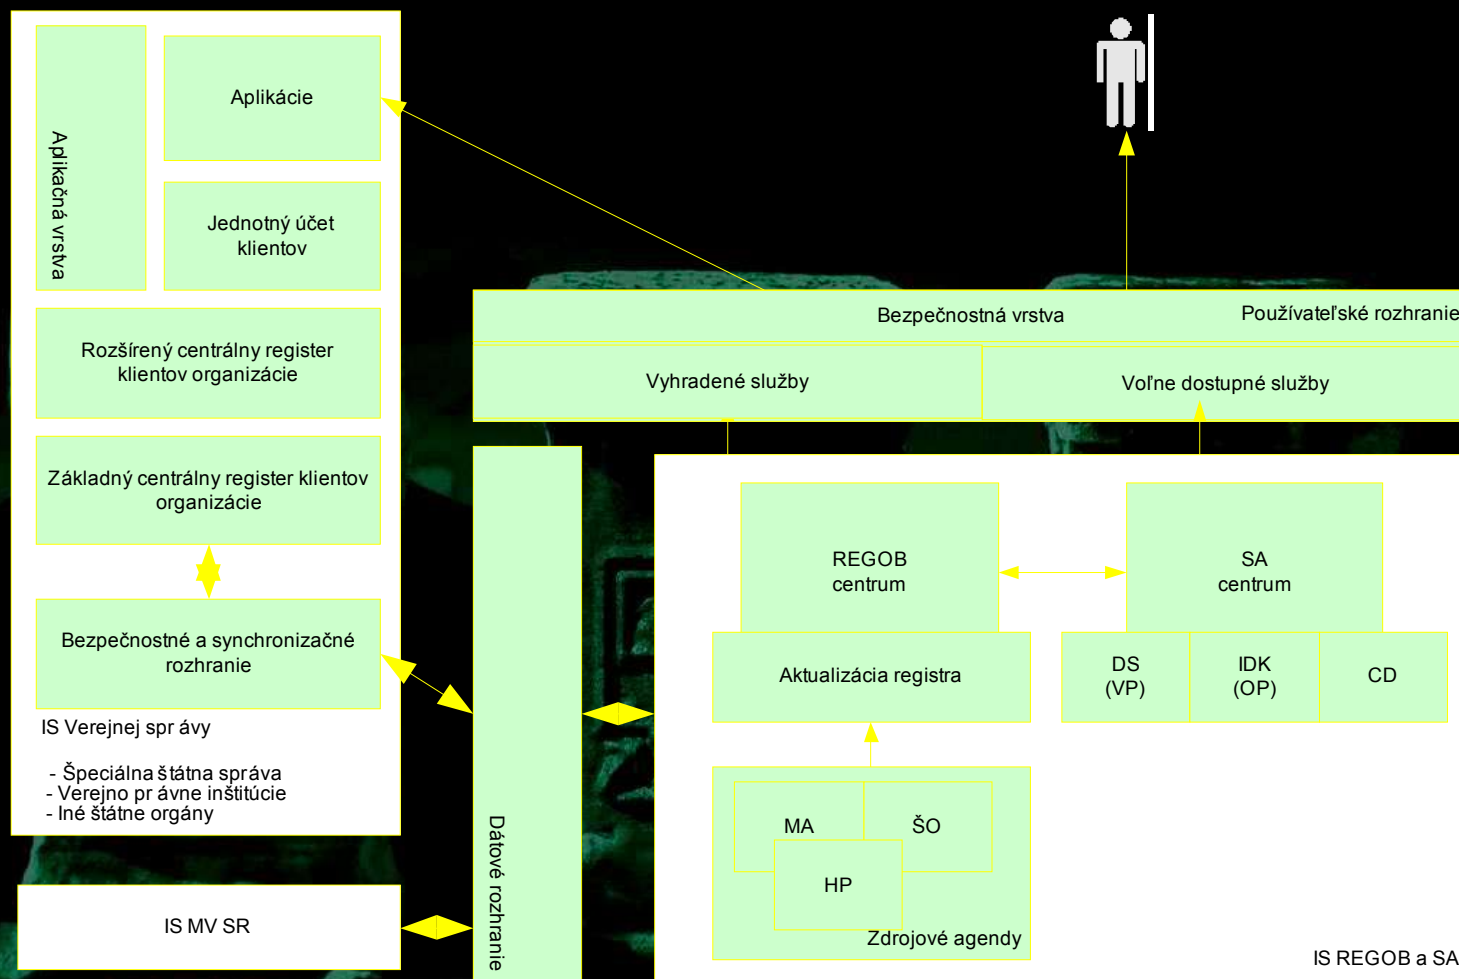 Aplikačná vrstva
Aplikácie
Jednotný účet
klientov
Rozšírený centrálny register
klientov organizácie
Základný centrálny register klientov
organizácie
Bezpečnostné a synchronizačné
rozhranie
IS Verejnej spr ávy
- Špeciálna štátna správa
- Verejno pr ávne inštitúcie
- Iné štátne orgány
IS MV SR
Bezpečnostná vrstva
Používateľské rozhranie
Vyhradené služby
Voľne dostupné služby
Dátové rozhranie
REGOB
centrum
SA
centrum
Aktualizácia registra
DS
(VP)
IDK
(OP)
CD
MA
ŠO
HP
Zdrojové agendy
IS REGOB a SA